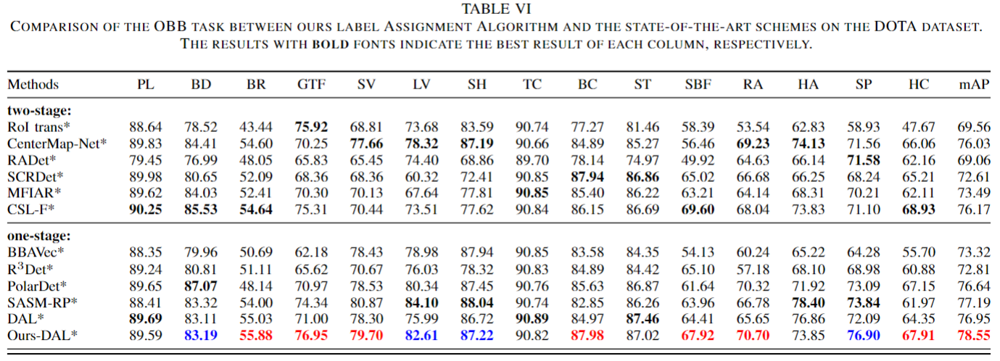 TABLE VI
COMPARISON OF THE OBB TASK BETWEEN OURS LABEL ASSIGNMENT ALGORITHM AND THE STATE-OF-THE-ART SCHEMES ON THE DOTA DATASET.
THE RESULTS WITH BOLD FONTS INDICATE THE BEST RESULT OF EACH COLUMN, RESPECTIVELY.
Methods PL BD BR GTF SV LV SH TC BC ST SBF RA HA SP HC mAP
two-stage:
RoI trans* 88.64 78.52 43.44 75.92 68.81 73.68 83.59 90.74 77.27 81.46 58.39 53.54 62.83 58.93 47.67 69.56
CenterMap-Net* 89.83 84.41 54.60 70.25 77.66 78.32 87.19 90.66 84.89 85.27 56.46 69.23 74.13 71.56 66.06 76.03
RADet* 79.45 76.99 48.05 65.83 65.45 74.40 68.86 89.70 78.14 74.97 49.92 64.63 66.14 71.58 62.16 69.06
SCRDet* 89.98 80.65 52.09 68.36 68.36 60.32 72.41 90.85 87.94 86.86 65.02 66.68 66.25 68.24 65.21 72.61
MFIAR* 89.62 84.03 52.41 70.30 70.13 67.64 77.81 90.85 85.40 86.22 63.21 64.14 68.31 70.21 62.11 73.49
CSL-F* 90.25 85.53 54.64 75.31 70.44 73.51 77.62 90.84 86.15 86.69 69.60 68.04 73.83 71.10 68.93 76.17
one-stage:
BBAVec* 88.35 79.96 50.69 62.18 78.43 78.98 87.94 90.85 83.58 84.35 54.13 60.24 65.22 64.28 55.70 73.32
R³Det* 89.24 80.81 51.11 65.62 70.67 76.03 78.32 90.83 84.89 84.42 65.10 57.18 68.10 68.98 60.88 72.81
PolarDet* 89.65 87.07 48.14 70.97 78.53 80.34 87.45 90.76 85.63 86.87 61.64 70.32 71.92 73.09 67.15 76.64
SASM-RP* 88.41 83.32 54.00 74.34 80.87 84.10 88.04 90.74 82.85 86.26 63.96 66.78 78.40 73.84 61.97 77.19
DAL* 89.69 83.11 55.03 71.00 78.30 75.99 86.72 90.89 84.97 87.46 64.41 65.65 76.86 72.09 64.35 76.95
Ours-DAL* 89.59 83.19 55.88 76.95 79.70 82.61 87.22 90.82 87.98 87.02 67.92 70.70 73.85 76.90 67.91 78.55